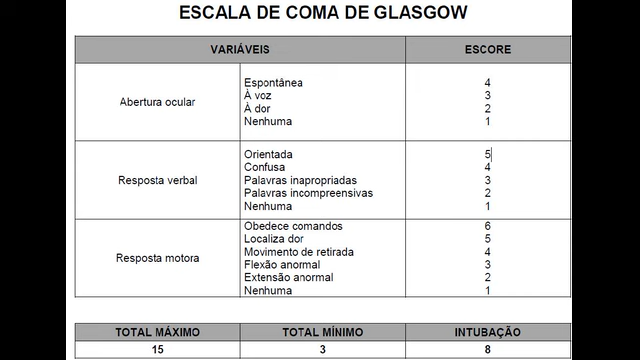 ESCALA DE COMA DE GLASGOW
VARIÁVEIS ESCORE
Abertura ocular
Espontânea 4
À voz 3
À dor 2
Nenhuma 1
Resposta verbal
Orientada 5
Confusa 4
Palavras inapropriadas 3
Palavras incompreensivas 2
Nenhuma 1
Resposta motora
Obedece comandos 6
Localiza dor 5
Movimento de retirada 4
Flexão anormal 3
Extensão anormal 2
Nenhuma 1
TOTAL MÁXIMO TOTAL MÍNIMO INTUBAÇÃO
15 3 8